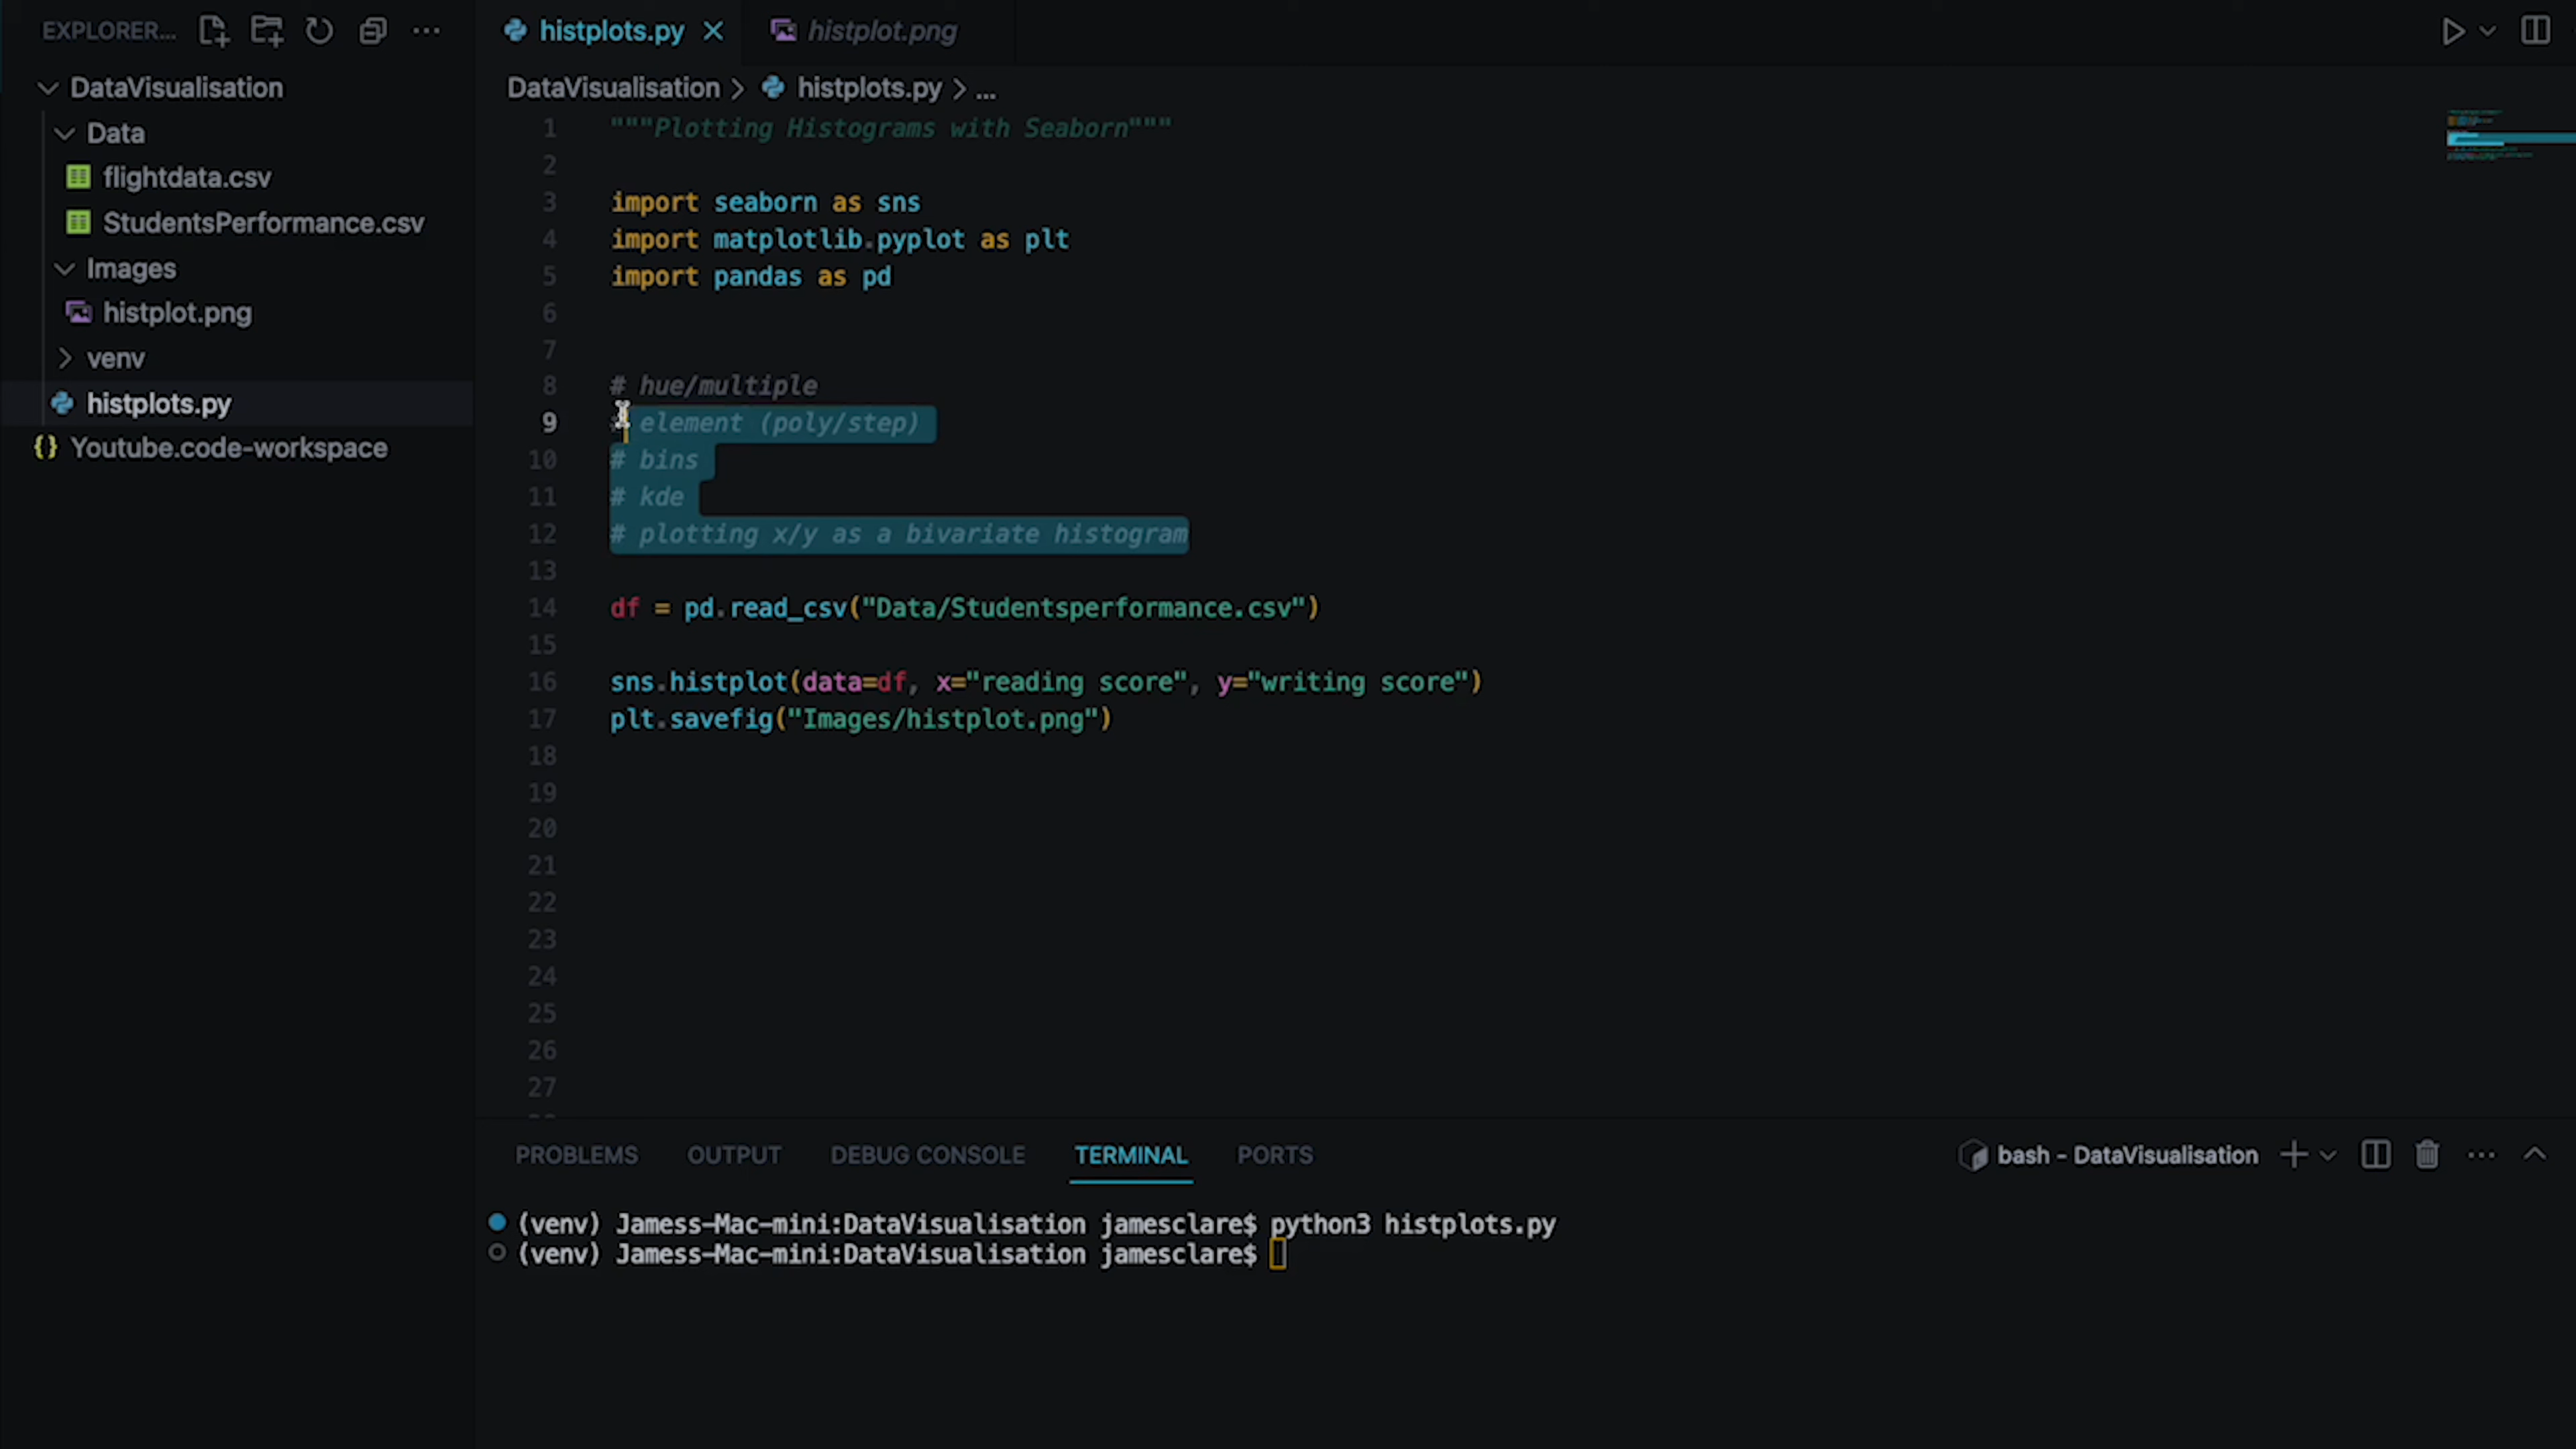 EXPLORER...
DataVisualisation
Data
flightdata.csv
StudentsPerformance.csv
Images
histplot.png
venv
histplots.py
{} Youtube.code-workspace
histplots.py
histplot.png
DataVisualisation > histplots.py > ...
1 """Plotting Histograms with Seaborn"""
2
3 import seaborn as sns
4 import matplotlib.pyplot as plt
5 import pandas as pd
6
7
8 # hue/multiple
9 # element (poly/step)
10 # bins
11 # kde
12 # plotting x/y as a bivariate histogram
13
14 df = pd.read_csv("Data/Studentsperformance.csv")
15
16 sns.histplot(data=df, x="reading score", y="writing score")
17 plt.savefig("Images/histplot.png")
18
19
20
21
22
23
24
25
26
27
PROBLEMS OUTPUT DEBUG CONSOLE TERMINAL PORTS
bash - DataVisualisation
(venv) Jamess-Mac-mini:DataVisualisation jamesclare$ python3 histplots.py
(venv) Jamess-Mac-mini:DataVisualisation jamesclare$